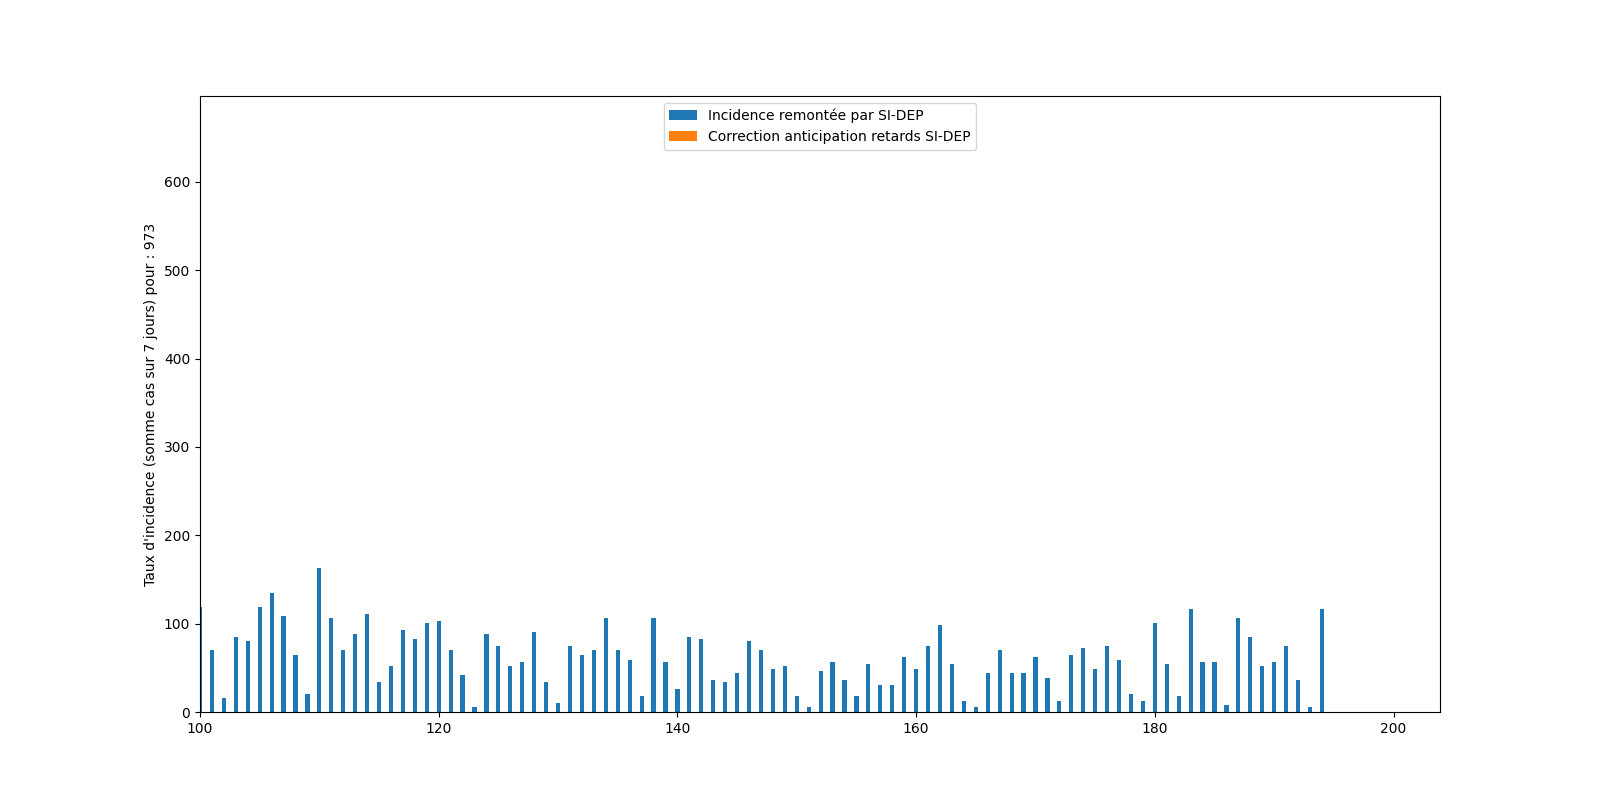 Incidence remontée par SI-DEP
Correction anticipation retards SI-DEP
Taux d'incidence (somme cas sur 7 jours) pour : 973
600
500
400
300
200
100
0
100 120 140 160 180 200